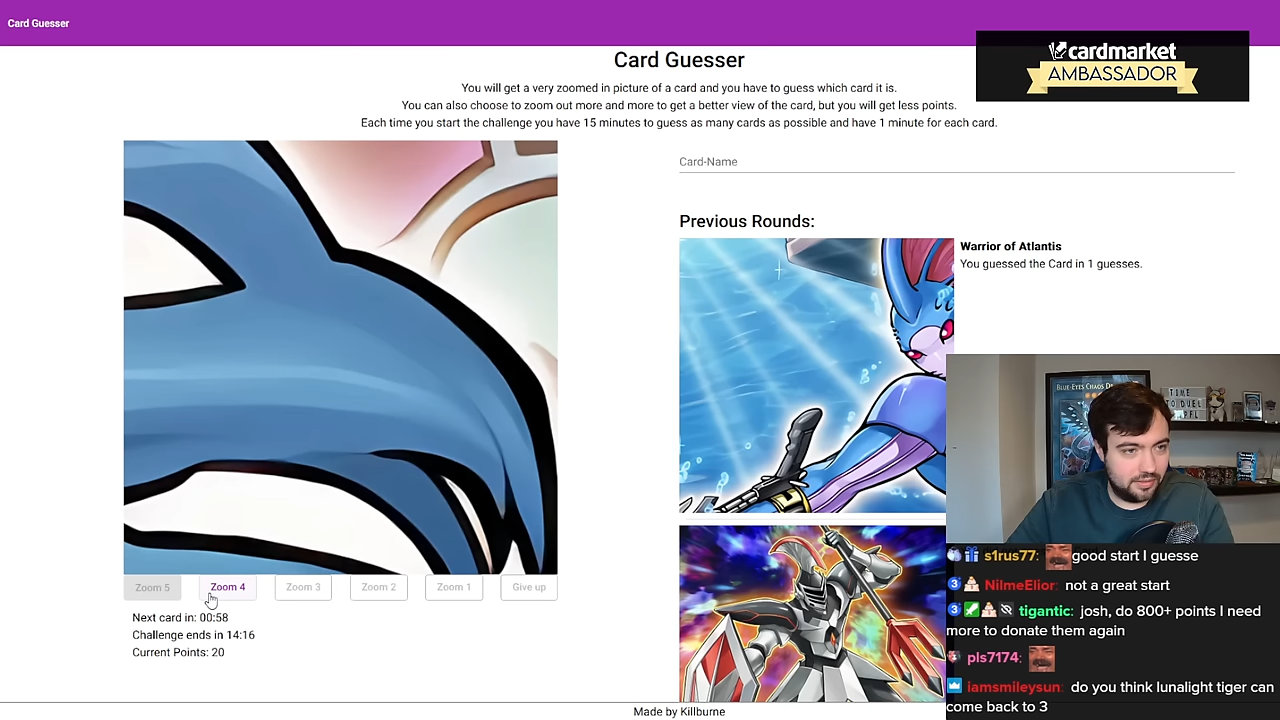 Card Guesser
cardmarket
AMBASSADOR
Card Guesser
You will get a very zoomed in picture of a card and you have to guess which card it is.
You can also choose to zoom out more and more to get a better view of the card, but you will get less points.
Each time you start the challenge you have 15 minutes to guess as many cards as possible and have 1 minute for each card.
Card-Name
Previous Rounds:
Warrior of Atlantis
You guessed the Card in 1 guesses.
Zoom 5
Zoom 4
Zoom 3
Zoom 2
Zoom 1
Give up
Next card in: 00:58
Challenge ends in 14:16
Current Points: 20
TIME
TO DUEL
s1rus77: good start I guesse
3 NilmeElior: not a great start
3 tigantic: josh, do 800+ points I need
more to donate them again
pls7174:
iamsmileysun: do you think lunalight tiger can
come back to 3
Made by Killburne